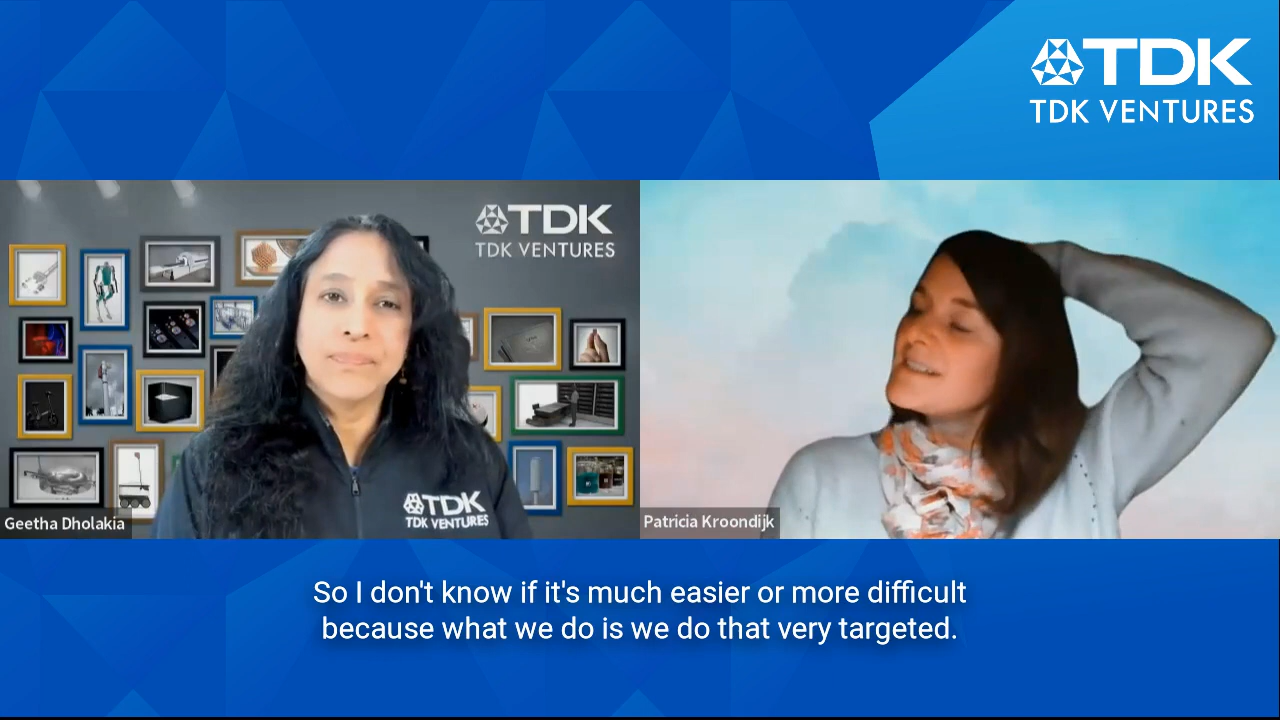 TDK
TDK VENTURES
TDK
TDK VENTURES
TDK
TDK VENTURES
Geetha Dholakia
Patricia Kroondijk
So I don't know if it's much easier or more difficult
because what we do is we do that very targeted.